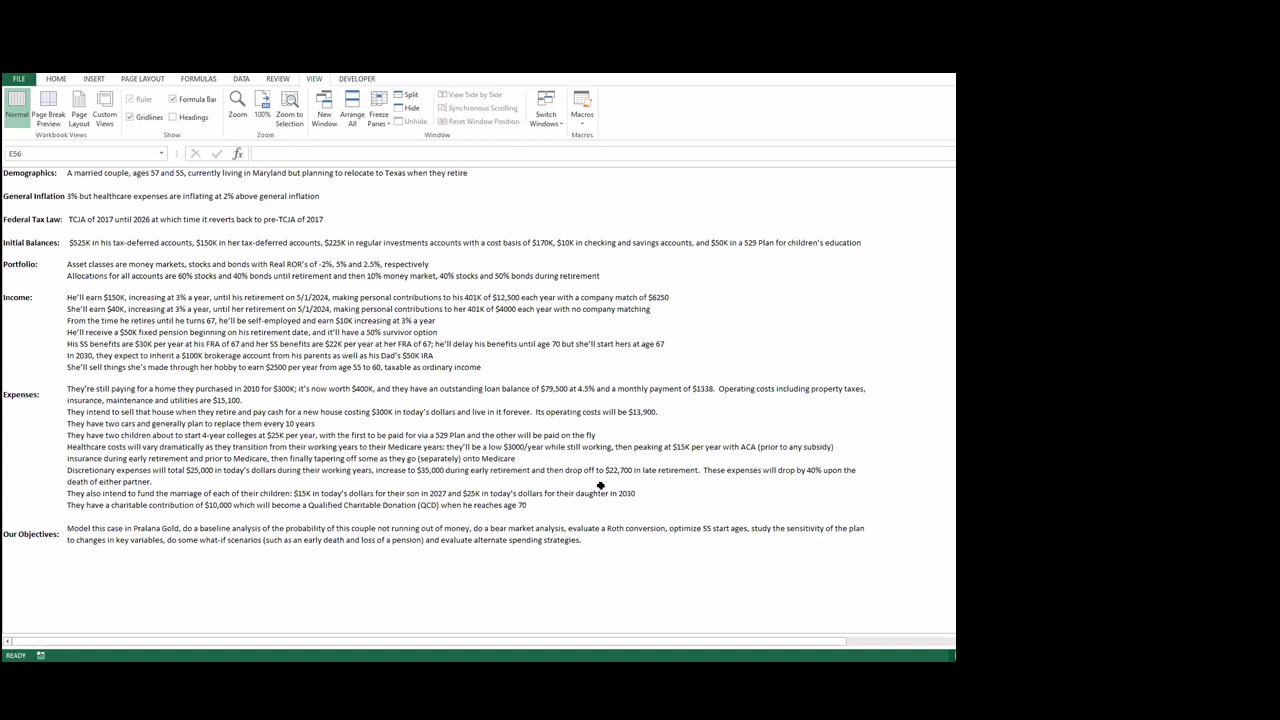 FILE HOME INSERT PAGE LAYOUT FORMULAS DATA REVIEW VIEW DEVELOPER
Normal Page Break Preview Page Layout Custom Views
Workbook Views
Ruler Formula Bar
Gridlines Headings
Show
Zoom 100% Zoom to Selection
Zoom
New Window Arrange All Freeze Panes
Split
Hide
Unhide
View Side by Side
Synchronous Scrolling
Reset Window Position
Window
Switch Windows
Macros
Macros
E56 fx
Demographics: A married couple, ages 57 and 55, currently living in Maryland but planning to relocate to Texas when they retire
General Inflation 3% but healthcare expenses are inflating at 2% above general inflation
Federal Tax Law: TCJA of 2017 until 2026 at which time it reverts back to pre-TCJA of 2017
Initial Balances: $525K in his tax-deferred accounts, $150K in her tax-deferred accounts, $225K in regular investments accounts with a cost basis of $170K, $10K in checking and savings accounts, and $50K in a 529 Plan for children's education
Portfolio: Asset classes are money markets, stocks and bonds with Real ROR's of -2%, 5% and 2.5%, respectively
Allocations for all accounts are 60% stocks and 40% bonds until retirement and then 10% money market, 40% stocks and 50% bonds during retirement
Income: He'll earn $150K, increasing at 3% a year, until his retirement on 5/1/2024, making personal contributions to his 401K of $12,500 each year with a company match of $6250
She'll earn $40K, increasing at 3% a year, until her retirement on 5/1/2024, making personal contributions to her 401K of $4000 each year with no company matching
From the time he retires until he turns 67, he'll be self-employed and earn $10K increasing at 3% a year
He'll receive a $50K fixed pension beginning on his retirement date, and it'll have a 50% survivor option
His SS benefits are $30K per year at his FRA of 67 and her SS benefits are $22K per year at her FRA of 67; he'll delay his benefits until age 70 but she'll start hers at age 67
In 2030, they expect to inherit a $100K brokerage account from his parents as well as his Dad's $50K IRA
She'll sell things she's made through her hobby to earn $2500 per year from age 55 to 60, taxable as ordinary income
Expenses: They're still paying for a home they purchased in 2010 for $300K; it's now worth $400K, and they have an outstanding loan balance of $79,500 at 4.5% and a monthly payment of $1338. Operating costs including property taxes,
insurance, maintenance and utilities are $15,100.
They intend to sell that house when they retire and pay cash for a new house costing $300K in today's dollars and live in it forever. Its operating costs will be $13,900.
They have two cars and generally plan to replace them every 10 years
They have two children about to start 4-year colleges at $25K per year, with the first to be paid for via a 529 Plan and the other will be paid on the fly
Healthcare costs will vary dramatically as they transition from their working years to their Medicare years: they'll be a low $3000/year while still working, then peaking at $15K per year with ACA (prior to any subsidy)
insurance during early retirement and prior to Medicare, then finally tapering off some as they go (separately) onto Medicare
Discretionary expenses will total $25,000 in today's dollars during their working years, increase to $35,000 during early retirement and then drop off to $22,700 in late retirement. These expenses will drop by 40% upon the
death of either partner.
They also intend to fund the marriage of each of their children: $15K in today's dollars for their son in 2027 and $25K in today's dollars for their daughter in 2030
They have a charitable contribution of $10,000 which will become a Qualified Charitable Donation (QCD) when he reaches age 70
Our Objectives: Model this case in Pralana Gold, do a baseline analysis of the probability of this couple not running out of money, do a bear market analysis, evaluate a Roth conversion, optimize SS start ages, study the sensitivity of the plan
to changes in key variables, do some what-if scenarios (such as an early death and loss of a pension) and evaluate alternate spending strategies.
READY